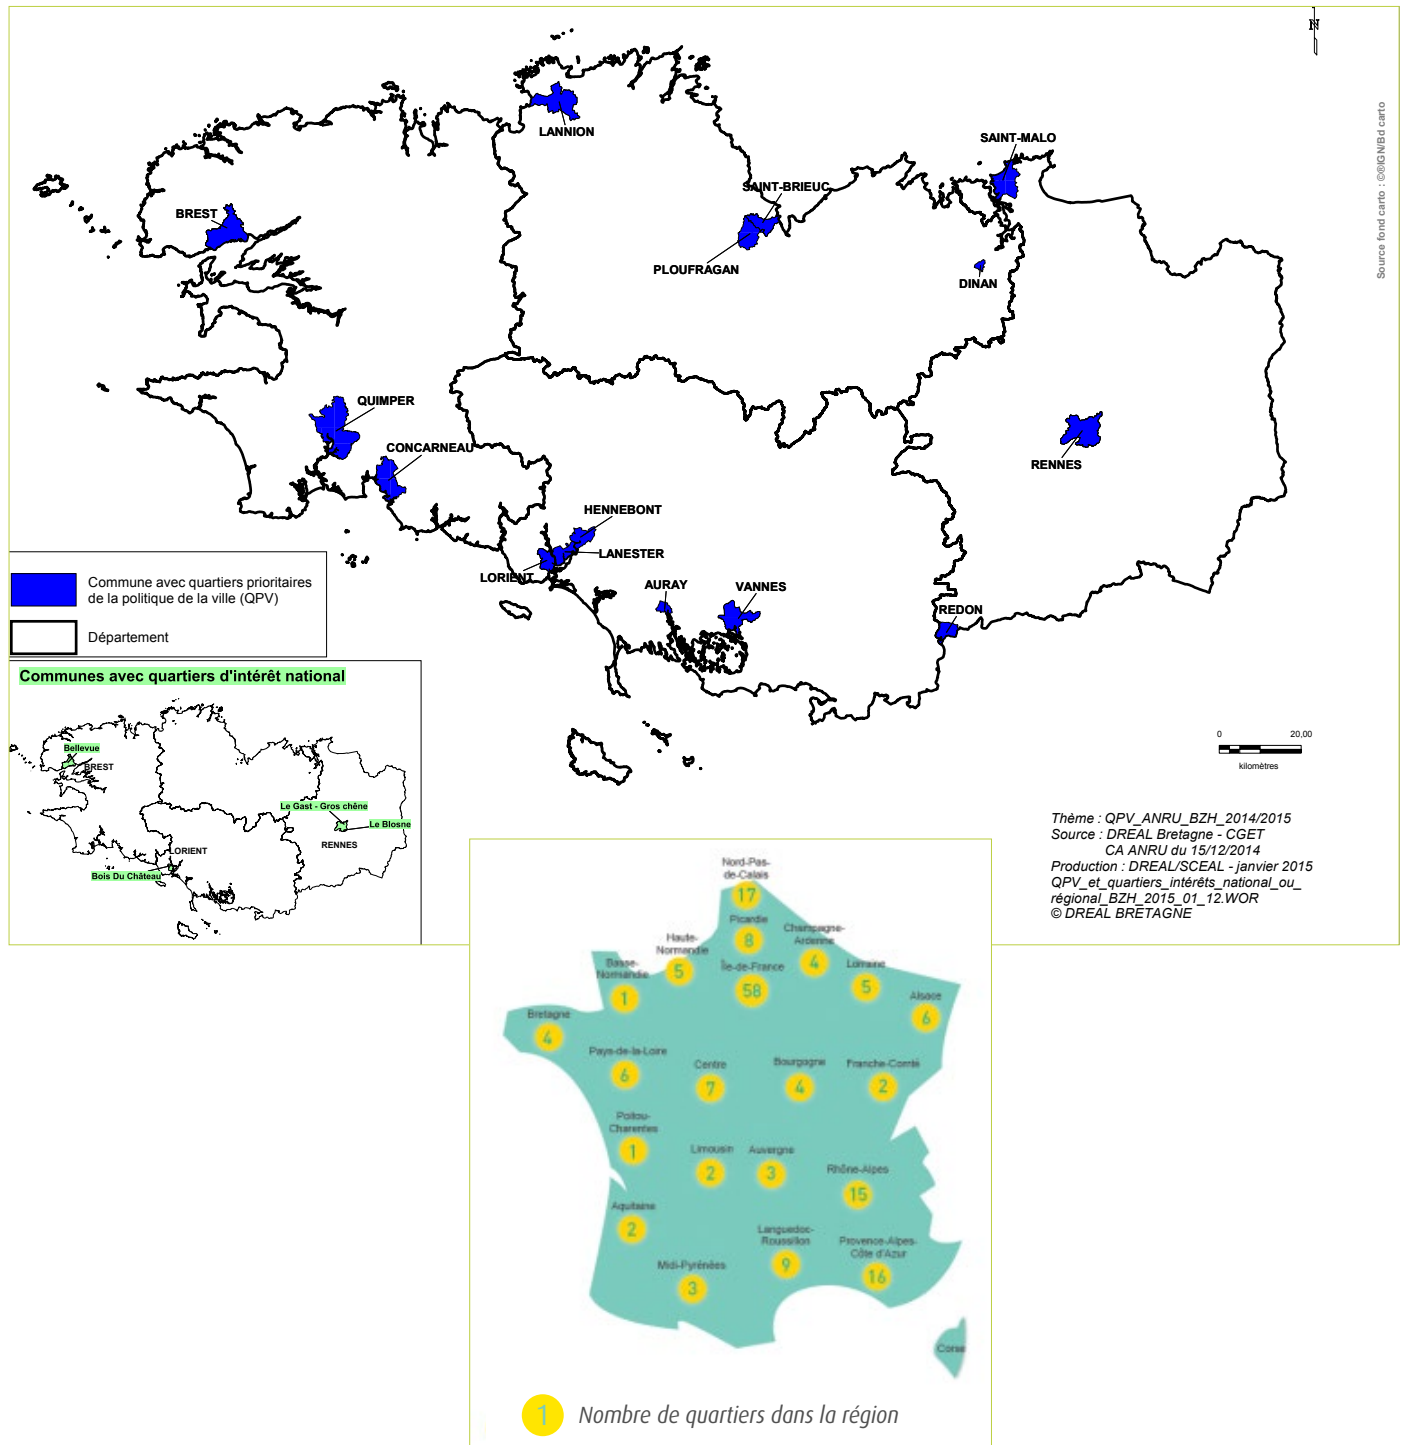 N
LANNION
SAINT-MALO
SAINT-BRIEUC
BREST
PLOUFRAGAN
DINAN
QUIMPER
CONCARNEAU
RENNES
HENNEBONT
LANESTER
LORIENT
AURAY
VANNES
REDON
Source fond carto : ©®IGN/Bd carto
Commune avec quartiers prioritaires
de la politique de la ville (QPV)
Département
Communes avec quartiers d'intérêt national
Bellevue
BREST
Le Gast - Gros chêne
Le Blosne
RENNES
LORIENT
Bois Du Château
0 20,00
kilomètres
Thème : QPV_ANRU_BZH_2014/2015
Source : DREAL Bretagne - CGET
CA ANRU du 15/12/2014
Production : DREAL/SCEAL - janvier 2015
QPV_et_quartiers_intérêts_national_ou_
régional_BZH_2015_01_12.WOR
© DREAL BRETAGNE
Nord-Pas-
de-Calais
17
Picardie
8
Champagne-
Ardenne
4
Haute-
Normandie
5
Île-de-France
58
Lorraine
5
Basse-
Normandie
1
Alsace
6
Bretagne
4
Pays-de-la-Loire
6
Centre
7
Bourgogne
4
Franche-Comté
2
Poitou-
Charentes
1
Limousin
2
Auvergne
3
Rhône-Alpes
15
Aquitaine
2
Languedoc-
Roussillon
9
Provence-Alpes-
Côte d'Azur
16
Midi-Pyrénées
3
Corse
1 Nombre de quartiers dans la région